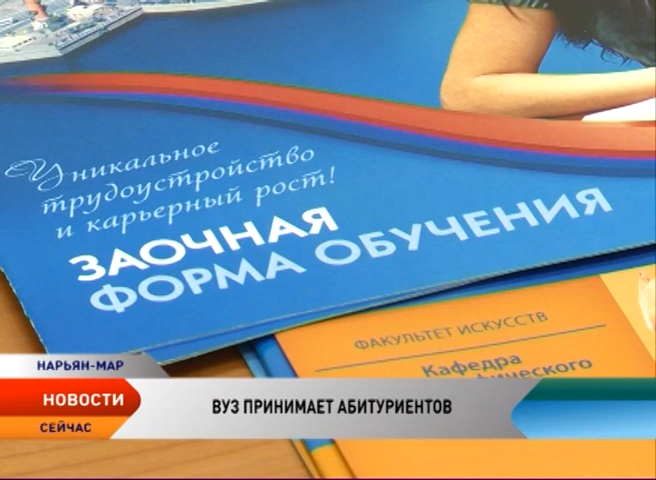 Уникальное
трудоустройство
и карьерный рост!
ЗАОЧНАЯ
ФОРМА ОБУЧЕНИЯ
ФАКУЛЬТЕТ ИСКУССТВ
Кафедра
НАРЬЯН-МАР
НОВОСТИ
СЕЙЧАС
ВУЗ ПРИНИМАЕТ АБИТУРИЕНТОВ